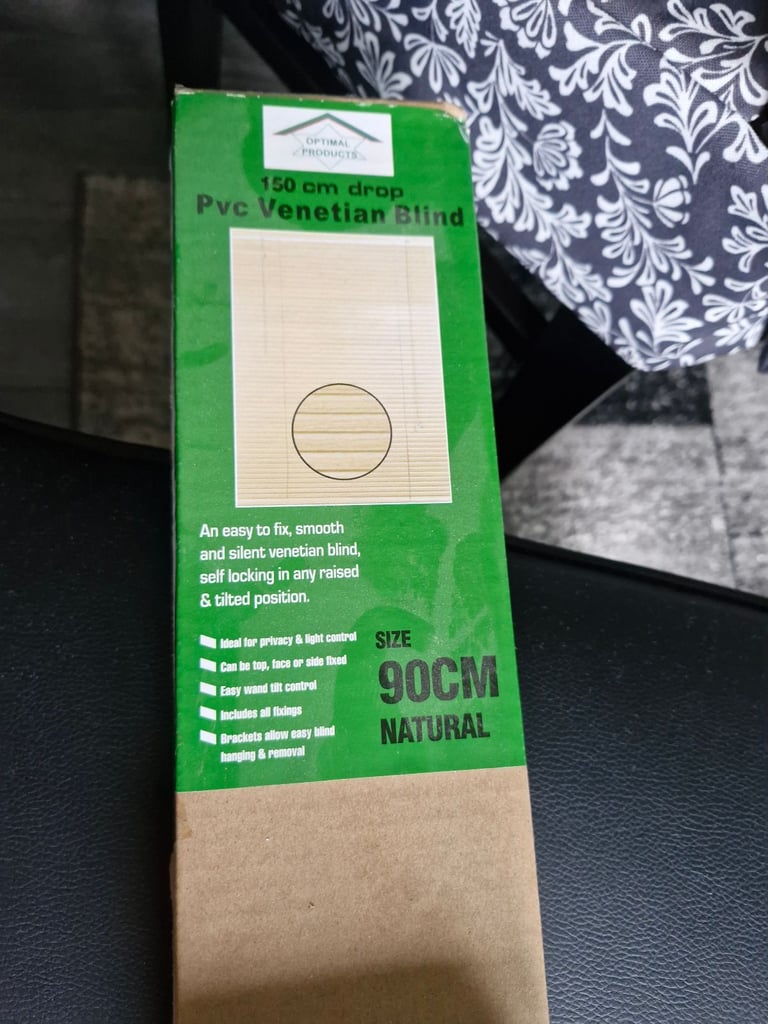 OPTIMAL
PRODUCTS
150 cm drop
Pvc Venetian Blind
An easy to fix, smooth
and silent venetian blind,
self locking in any raised
& tilted position.
Ideal for privacy & light control
Can be top, face or side fixed
Easy wand tilt control
Includes all fixings
Brackets allow easy blind
hanging & removal
SIZE
90CM
NATURAL